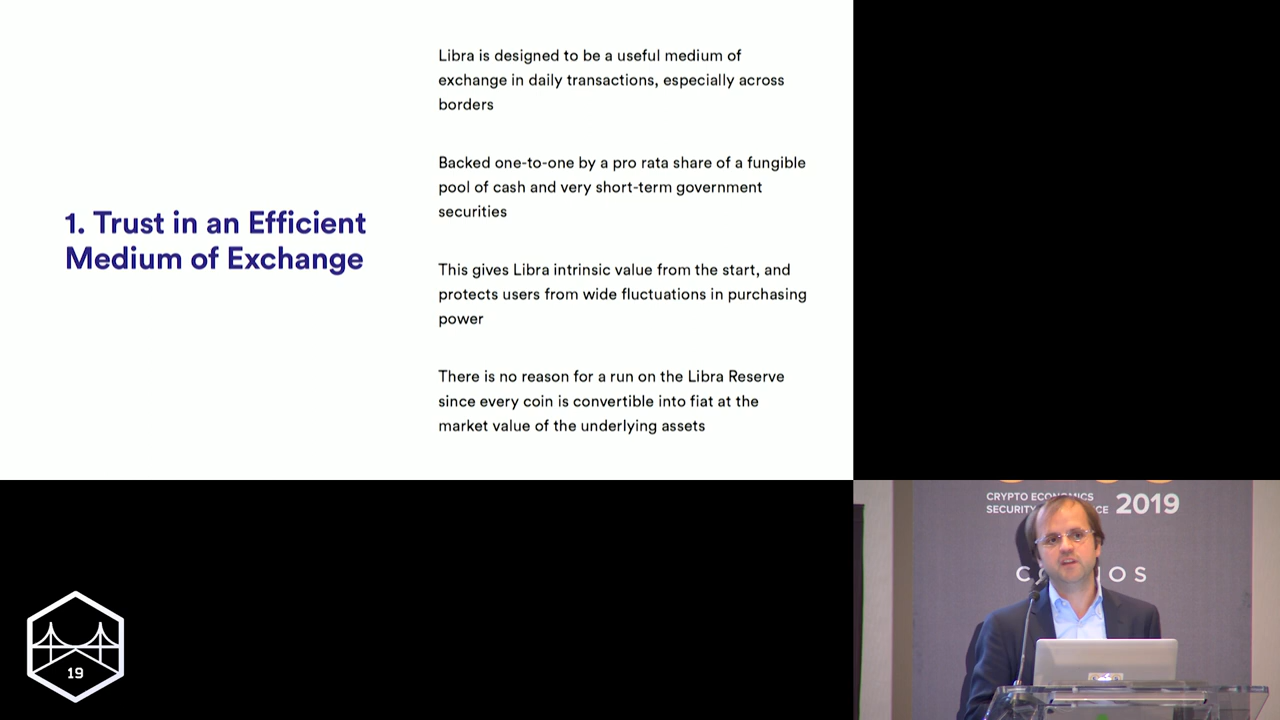 Libra is designed to be a useful medium of
exchange in daily transactions, especially across
borders
Backed one-to-one by a pro rata share of a fungible
pool of cash and very short-term government
securities
1. Trust in an Efficient
Medium of Exchange
This gives Libra intrinsic value from the start, and
protects users from wide fluctuations in purchasing
power
There is no reason for a run on the Libra Reserve
since every coin is convertible into fiat at the
market value of the underlying assets
CRYPTO ECONOMICS
SECURITY
2019
19